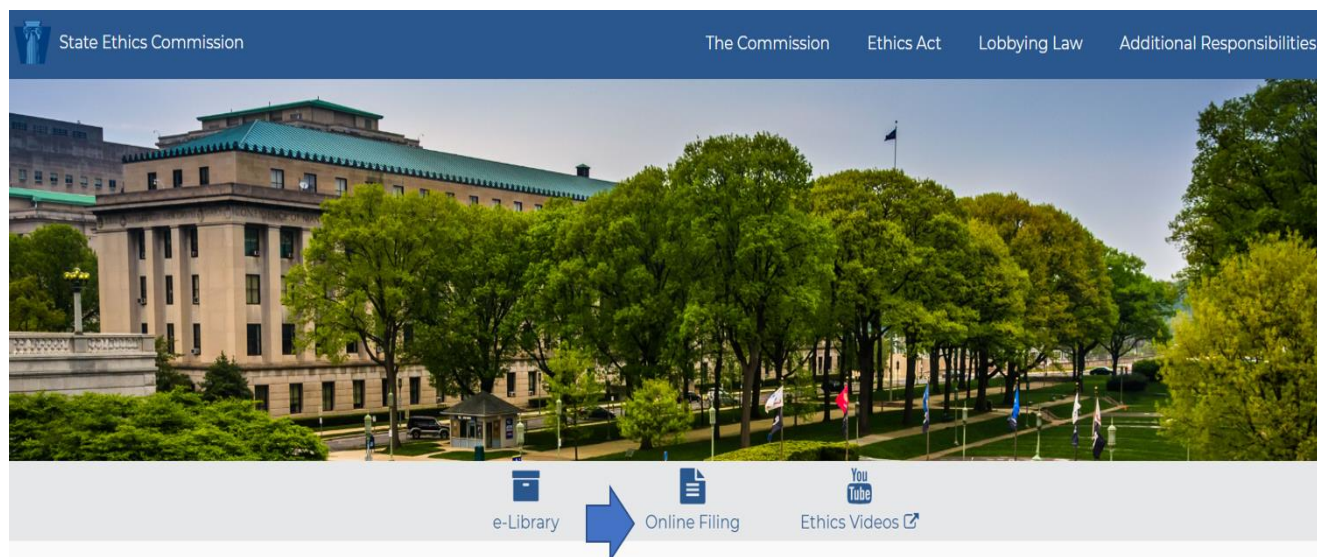 State Ethics Commission
The Commission
Ethics Act
Lobbying Law
Additional Responsibilities
You
Tube
e-Library
Online Filing
Ethics Videos